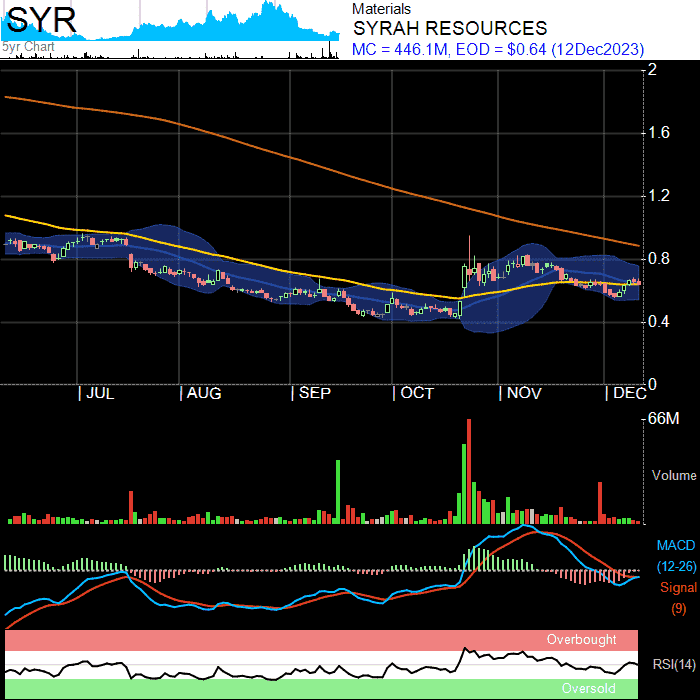 SYR
5yr Chart
Materials
SYRAH RESOURCES
MC = 446.1M, EOD = $0.64 (12Dec2023)
2
1.6
1.2
0.8
0.4
0
| JUL | AUG | SEP | OCT | NOV | DEC
66M
Volume
MACD
(12-26)
Signal
(9)
Overbought
RSI(14)
Oversold